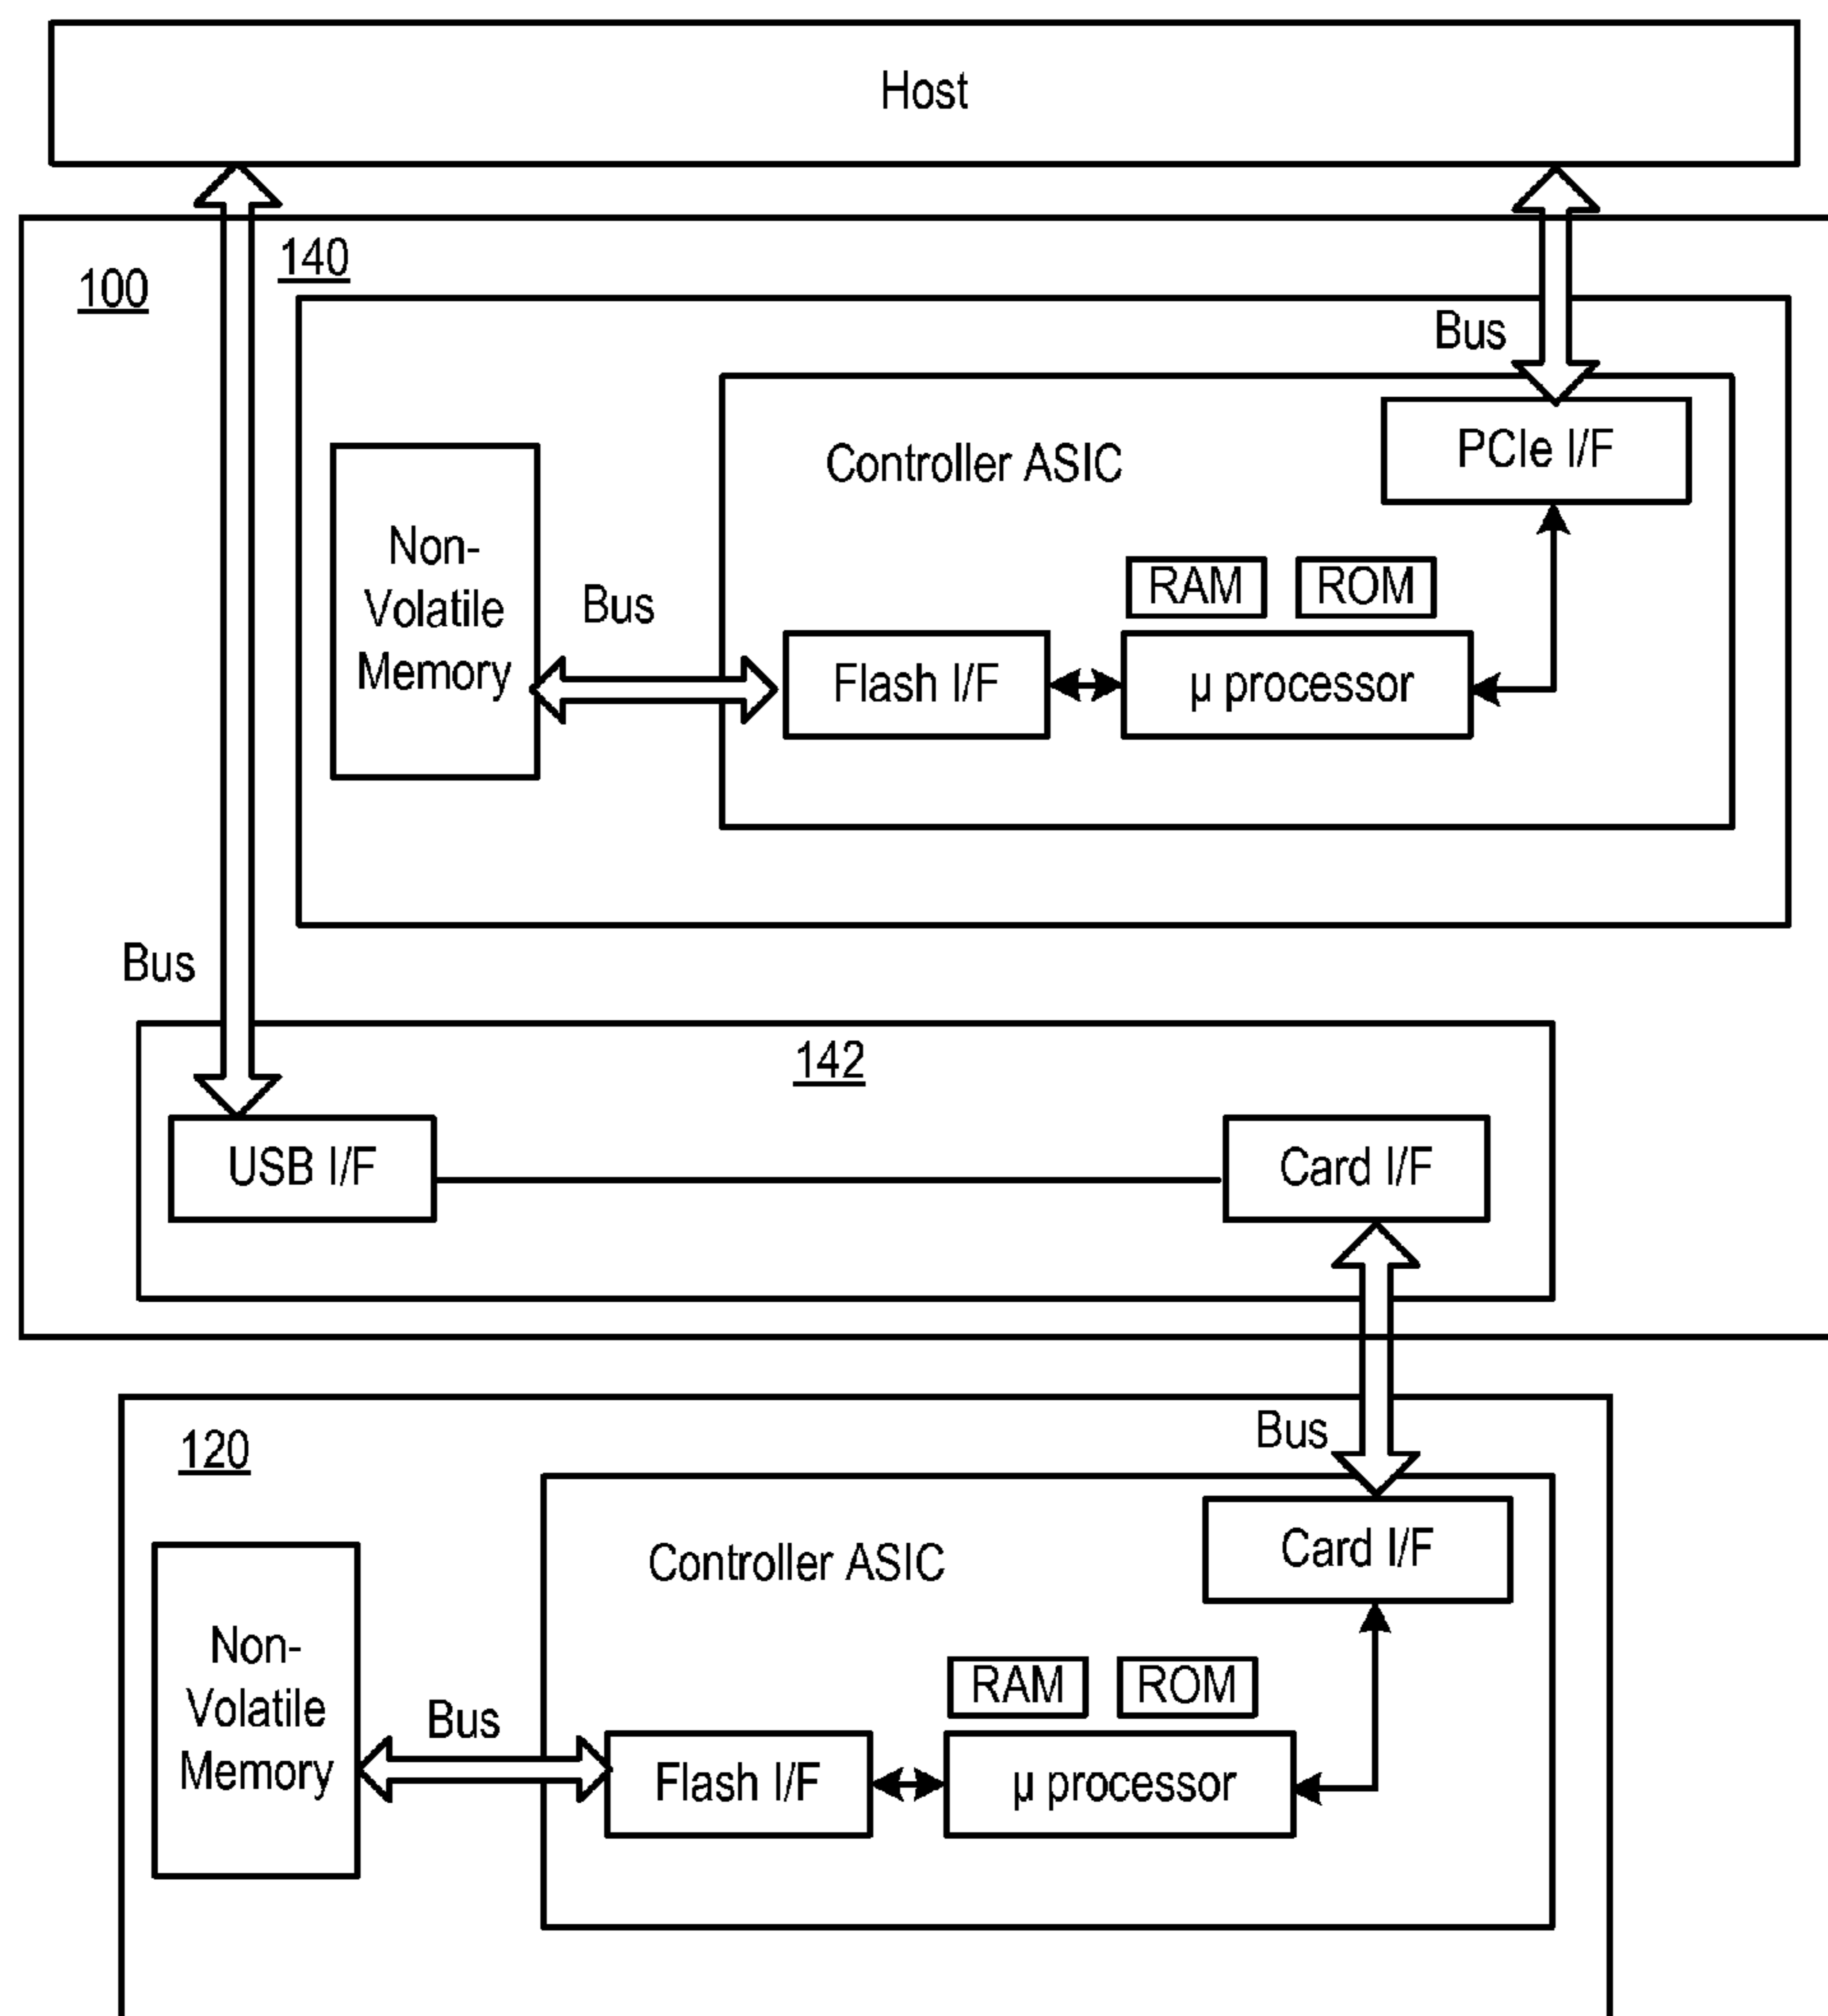 Host
100
140
Bus
Controller ASIC
PCIe I/F
Non-
Volatile
Memory
Bus
RAM
ROM
Flash I/F
µ processor
Bus
142
USB I/F
Card I/F
120
Bus
Controller ASIC
Card I/F
Non-
Volatile
Memory
Bus
RAM
ROM
Flash I/F
µ processor